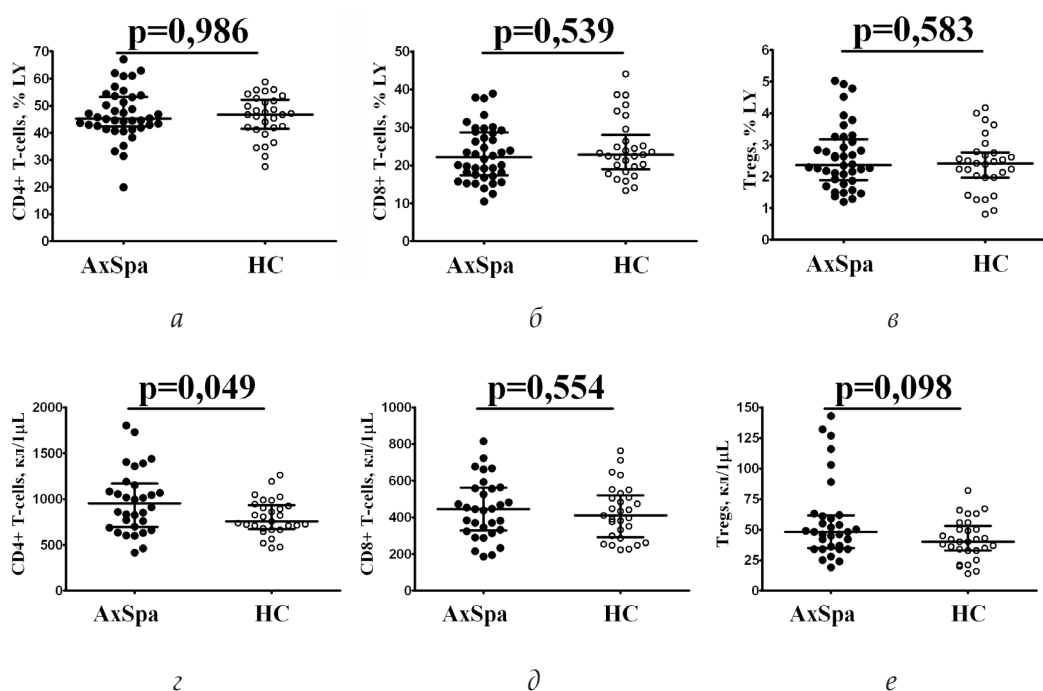 p=0,986
p=0,539
p=0,583
CD4+ T-cells, % LY
70
60
50
40
30
20
10
0
AxSpa
HC
CD8+ T-cells, % LY
50
40
30
20
10
0
AxSpa
HC
Tregs, % LY
6
5
4
3
2
1
0
AxSpa
HC
а
б
в
p=0,049
p=0,554
p=0,098
CD4+ T-cells, кл/1µL
2000
1500
1000
500
0
AxSpa
HC
CD8+ T-cells, кл/1µL
1000
800
600
400
200
0
AxSpa
HC
Tregs, кл/1µL
150
125
100
75
50
25
0
AxSpa
HC
г
д
е